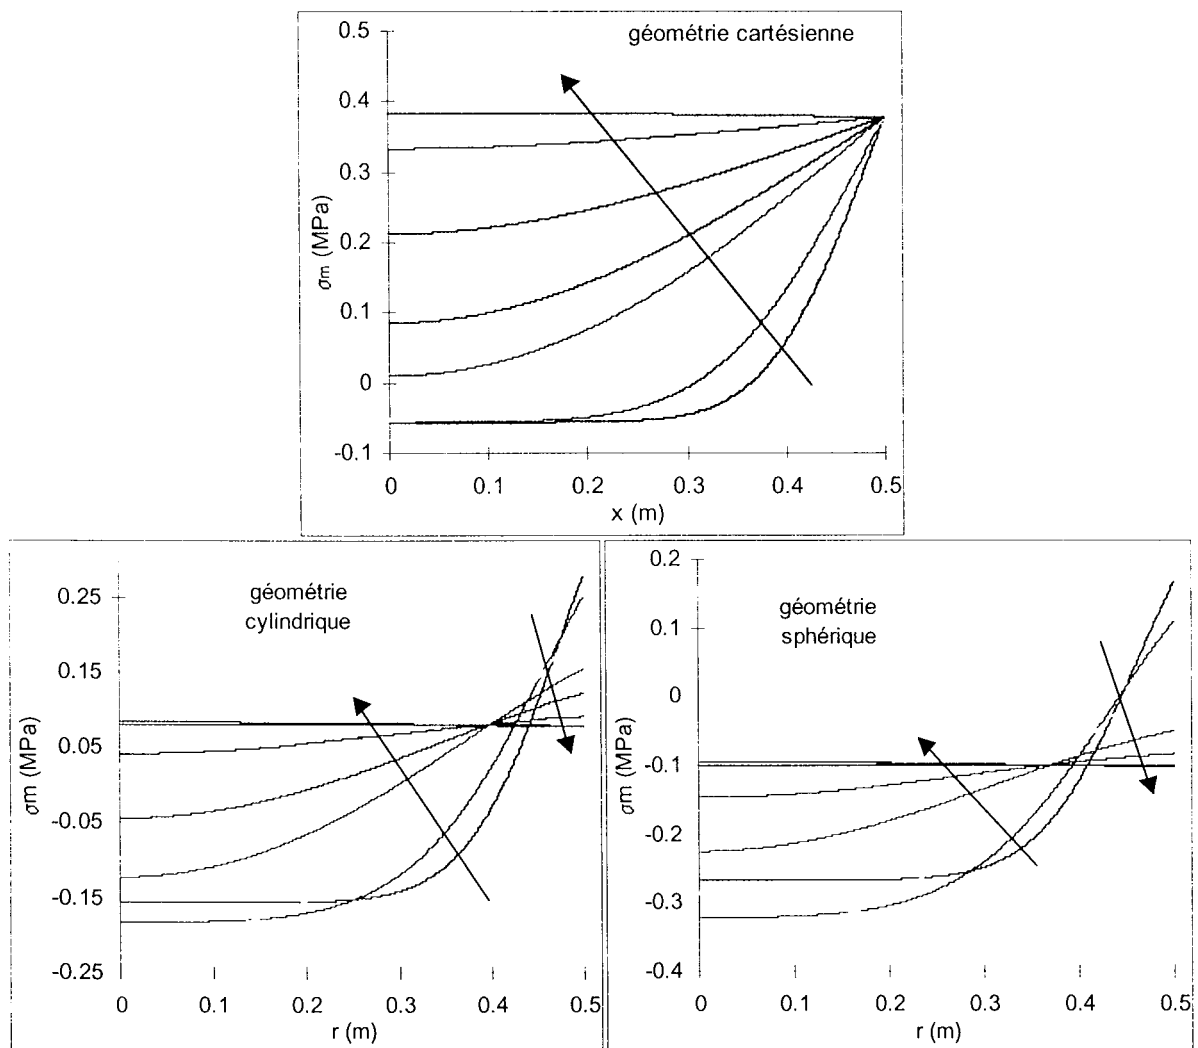 géométrie cartésienne
0.5
0.4
0.3
0.2
0.1
0
-0.1
σm (MPa)
0 0.1 0.2 0.3 0.4 0.5
x (m)
géométrie
cylindrique
0.25
0.15
0.05
-0.05
-0.15
-0.25
σm (MPa)
0 0.1 0.2 0.3 0.4 0.5
r (m)
géométrie
sphérique
0.2
0.1
0
-0.1
-0.2
-0.3
-0.4
σm (MPa)
0 0.1 0.2 0.3 0.4 0.5
r (m)